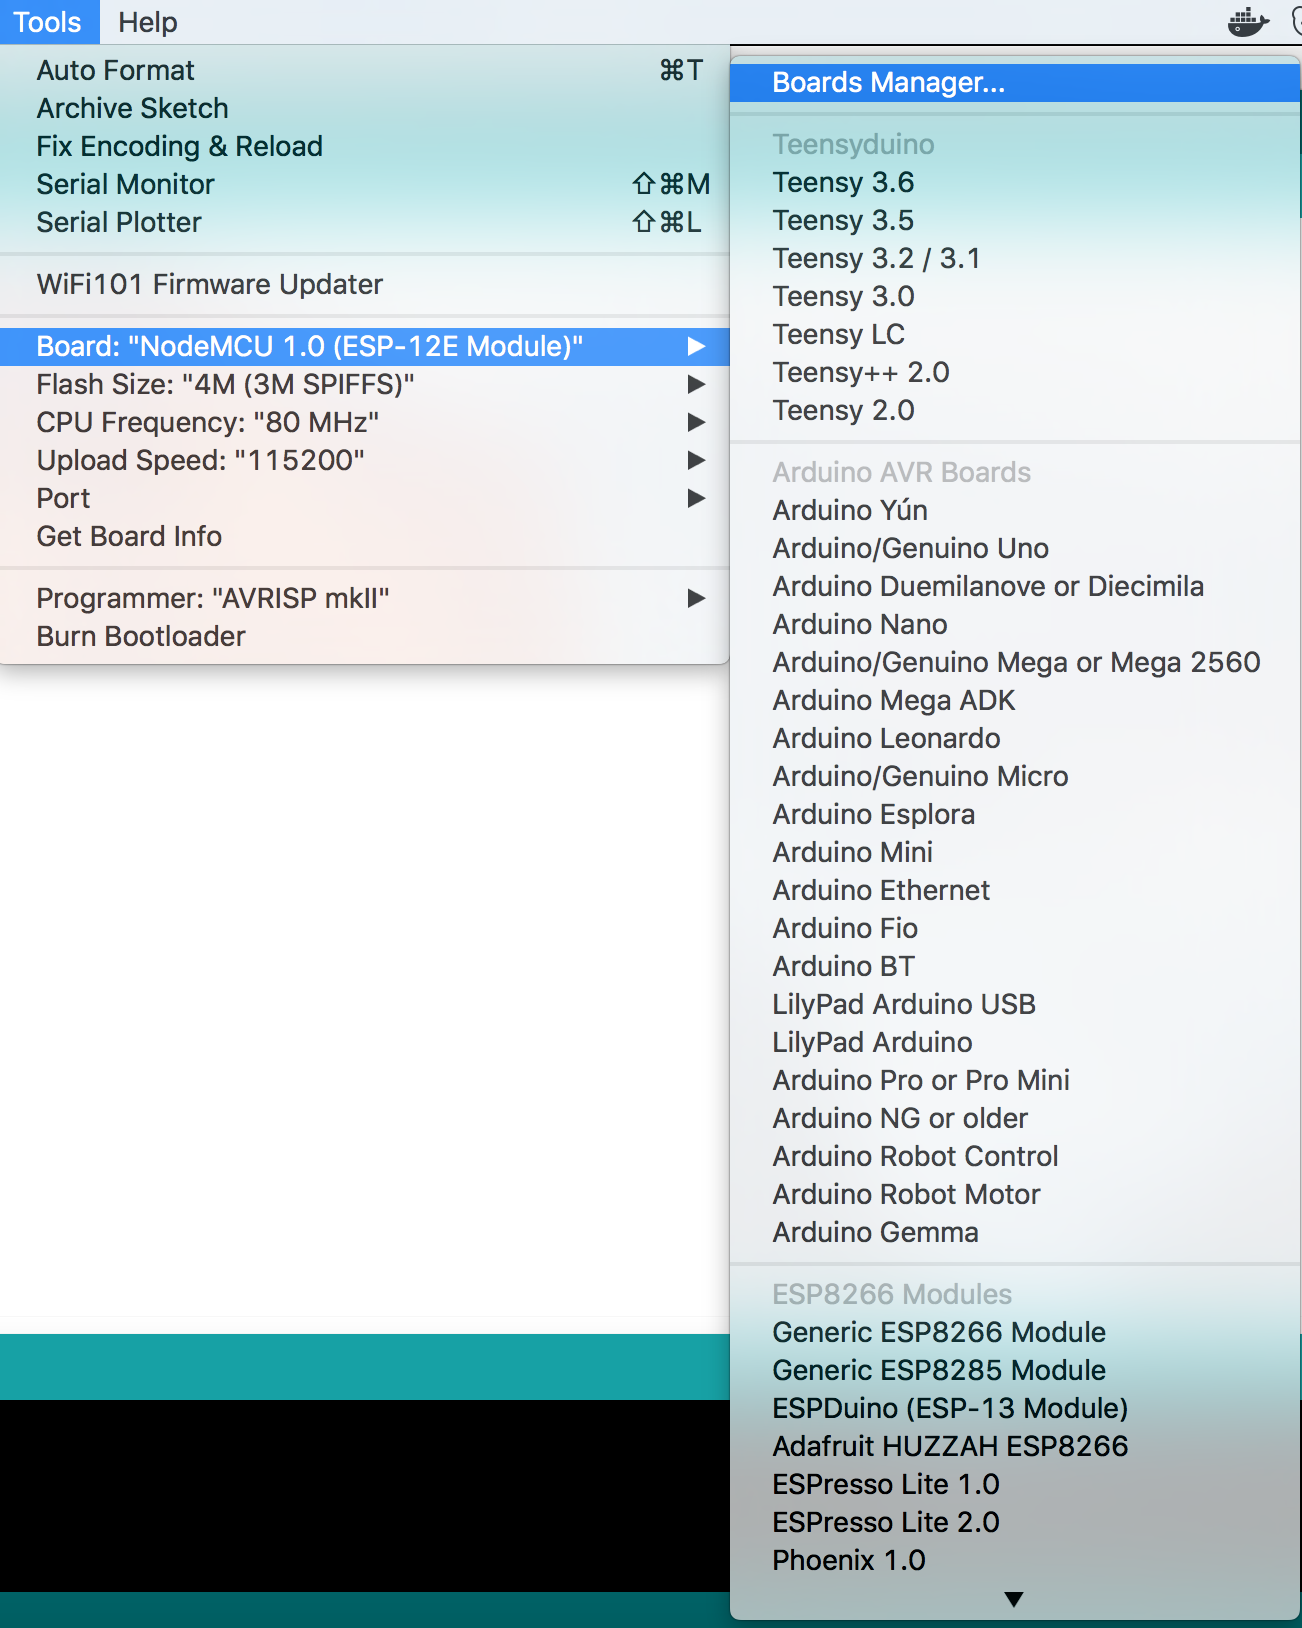 Tools Help
Auto Format ⌘T
Archive Sketch
Fix Encoding & Reload
Serial Monitor ⇧⌘M
Serial Plotter ⇧⌘L
WiFi101 Firmware Updater
Board: "NodeMCU 1.0 (ESP-12E Module)"
Flash Size: "4M (3M SPIFFS)"
CPU Frequency: "80 MHz"
Upload Speed: "115200"
Port
Get Board Info
Programmer: "AVRISP mkII"
Burn Bootloader
Boards Manager...
Teensyduino
Teensy 3.6
Teensy 3.5
Teensy 3.2 / 3.1
Teensy 3.0
Teensy LC
Teensy++ 2.0
Teensy 2.0
Arduino AVR Boards
Arduino Yún
Arduino/Genuino Uno
Arduino Duemilanove or Diecimila
Arduino Nano
Arduino/Genuino Mega or Mega 2560
Arduino Mega ADK
Arduino Leonardo
Arduino/Genuino Micro
Arduino Esplora
Arduino Mini
Arduino Ethernet
Arduino Fio
Arduino BT
LilyPad Arduino USB
LilyPad Arduino
Arduino Pro or Pro Mini
Arduino NG or older
Arduino Robot Control
Arduino Robot Motor
Arduino Gemma
ESP8266 Modules
Generic ESP8266 Module
Generic ESP8285 Module
ESPDuino (ESP-13 Module)
Adafruit HUZZAH ESP8266
ESPresso Lite 1.0
ESPresso Lite 2.0
Phoenix 1.0